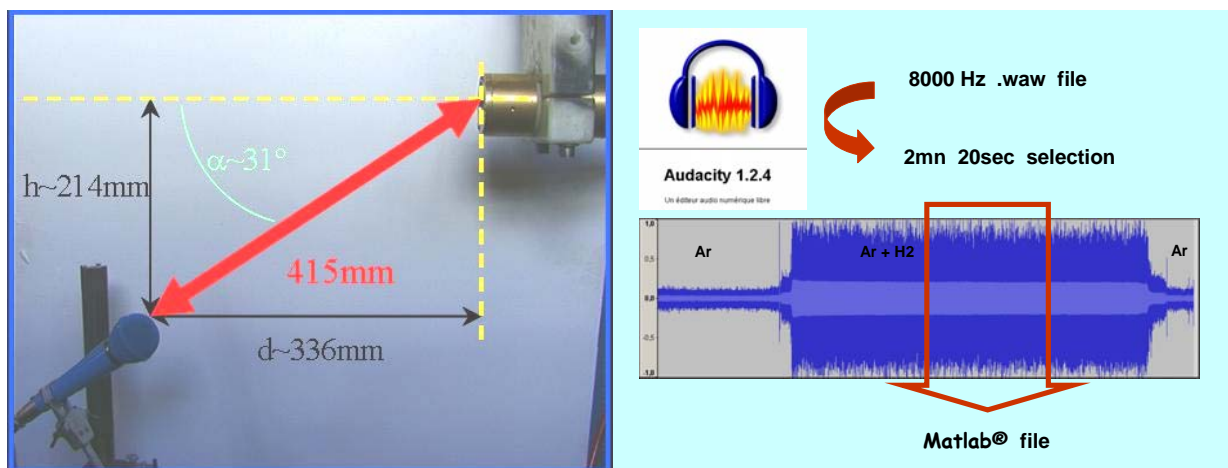 α~31°
h~214mm
415mm
d~336mm
8000 Hz .waw file
2mn 20sec selection
Audacity 1.2.4
Un éditeur audio numérique libre
1,0
0,5
0,0
-0,5
-1,0
Ar
Ar + H2
Ar
Matlab® file